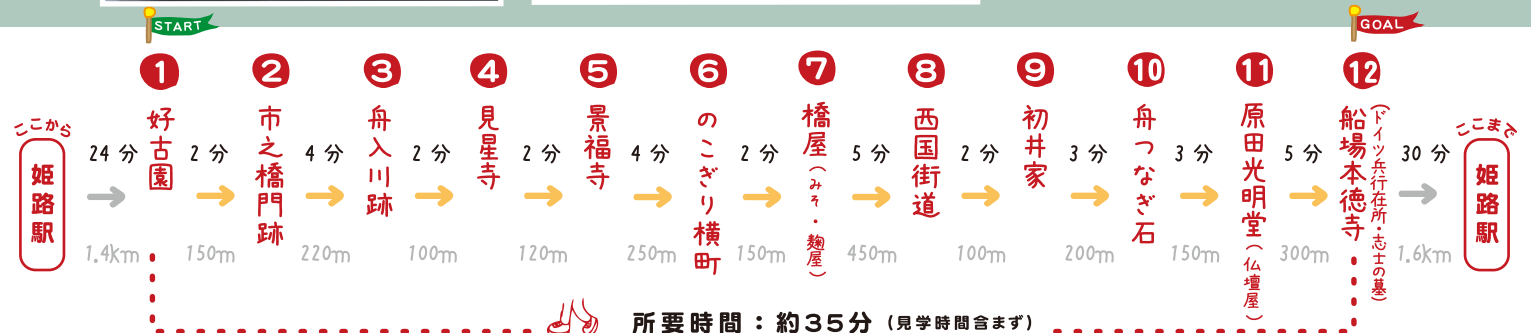 START
GOAL
ここから
姫路駅
24分
1.4km
1
好古園
2分
150m
2
市之橋門跡
4分
220m
3
舟入川跡
2分
100m
4
見星寺
2分
120m
5
景福寺
4分
250m
6
のこぎり横町
2分
150m
7
橋屋(みそ・麹屋)
5分
450m
8
西国街道
2分
100m
9
初井家
3分
200m
10
舟つなぎ石
3分
150m
11
原田光明堂(仏壇屋)
5分
300m
12
船場本徳寺
(ドイツ兵行在所・志士の墓)
30分
1.6km
ここまで
姫路駅
所要時間:約35分(見学時間含まず)